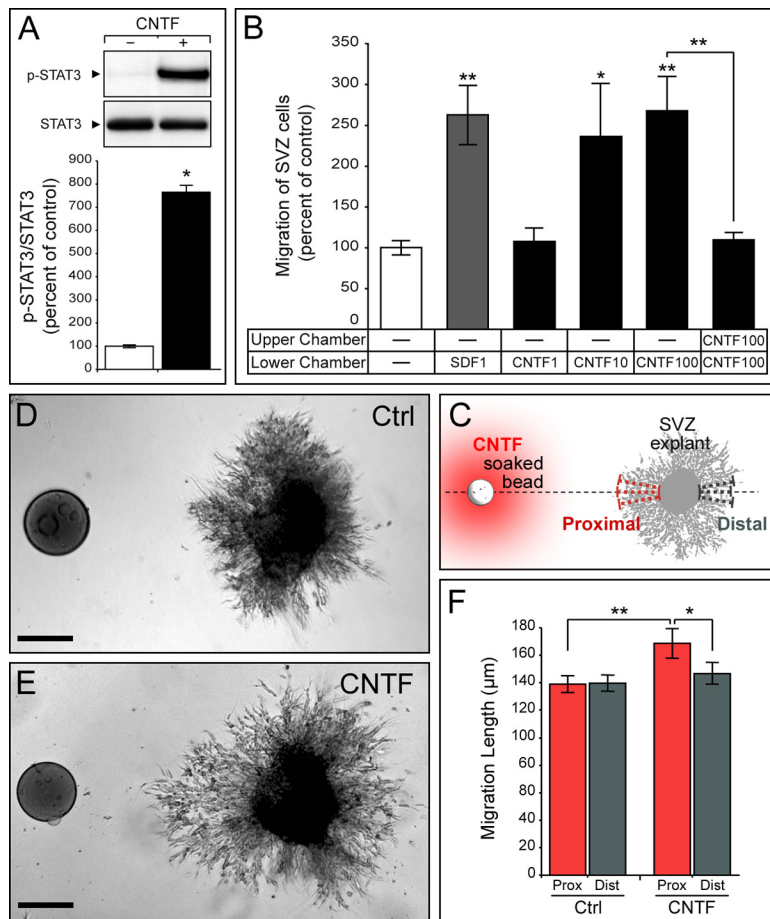 A
CNTF
– +
p-STAT3
STAT3
p-STAT3/STAT3
(percent of control)
900
800
700
600
500
400
300
200
100
0
*
B
Migration of SVZ cells
(percent of control)
350
300
250
200
150
100
50
0
** * ** **
Upper Chamber — — — — — CNTF100
Lower Chamber — SDF1 CNTF1 CNTF10 CNTF100 CNTF100
D
Ctrl
C
CNTF
soaked
bead
SVZ
explant
Proximal
Distal
E
CNTF
F
Migration Length (µm)
180
160
140
120
100
80
60
40
20
0
** *
Prox Dist Prox Dist
Ctrl CNTF